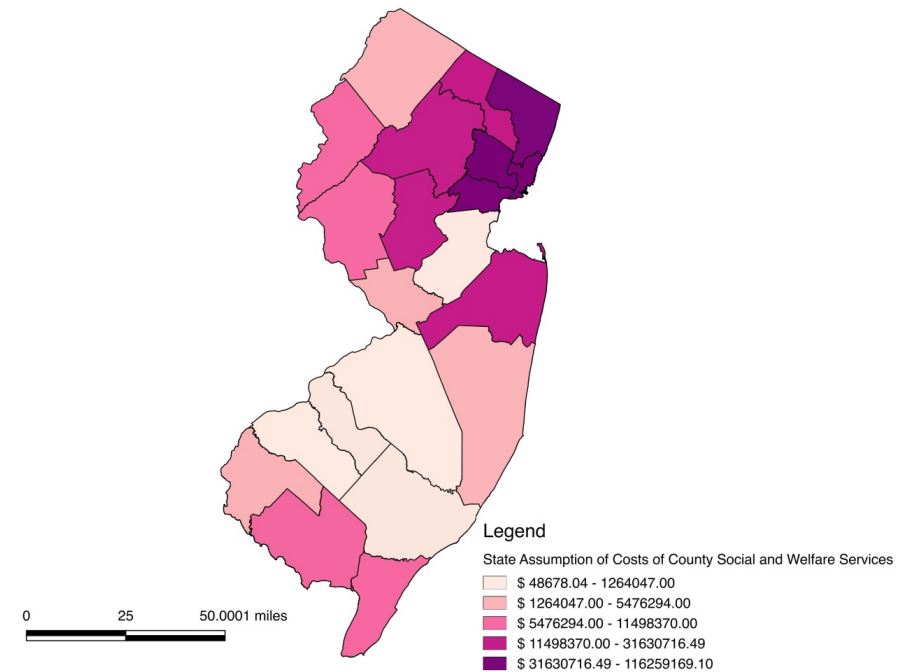 Legend
State Assumption of Costs of County Social and Welfare Services
$ 48678.04 - 1264047.00
$ 1264047.00 - 5476294.00
$ 5476294.00 - 11498370.00
$ 11498370.00 - 31630716.49
$ 31630716.49 - 116259169.10
0 25 50.0001 miles